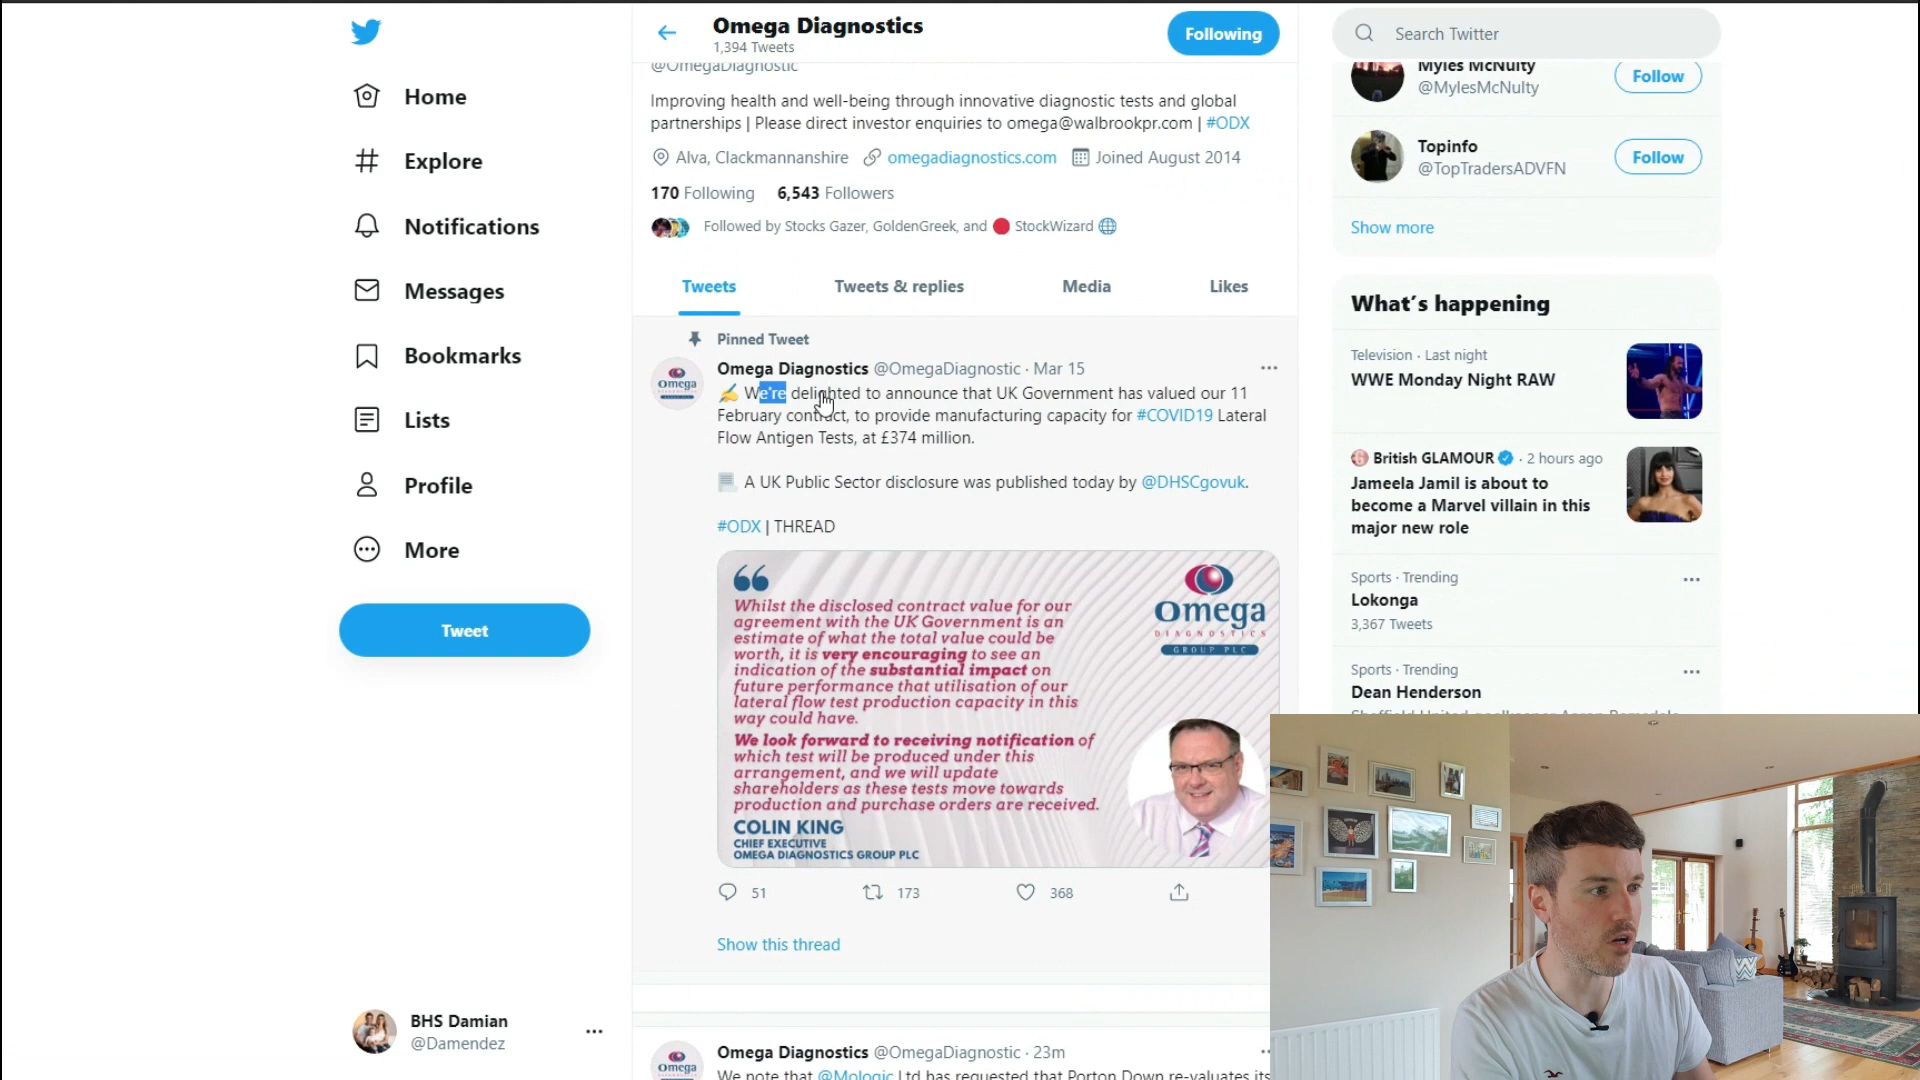 Home
Explore
Notifications
Messages
Bookmarks
Lists
Profile
More
Tweet
BHS Damian
@Damendez
Omega Diagnostics
1,394 Tweets
Following
@OmegaDiagnostic
Improving health and well-being through innovative diagnostic tests and global
partnerships | Please direct investor enquiries to omega@walbrookpr.com | #ODX
Alva, Clackmannanshire omegadiagnostics.com Joined August 2014
170 Following 6,543 Followers
Followed by Stocks Gazer, GoldenGreek, and StockWizard
Tweets Tweets & replies Media Likes
Pinned Tweet
Omega Diagnostics @OmegaDiagnostic · Mar 15
We're delighted to announce that UK Government has valued our 11
February contract, to provide manufacturing capacity for #COVID19 Lateral
Flow Antigen Tests, at £374 million.
A UK Public Sector disclosure was published today by @DHSCgovuk.
#ODX | THREAD
Whilst the disclosed contract value for our
agreement with the UK Government is an
estimate of what the total value could be
worth, it is very encouraging to see an
indication of the substantial impact on
future performance that utilisation of our
lateral flow test production capacity in this
way could have.
We look forward to receiving notification of
which test will be produced under this
arrangement, and we will update
shareholders as these tests move towards
production and purchase orders are received.
COLIN KING
CHIEF EXECUTIVE
OMEGA DIAGNOSTICS GROUP PLC
omega
DIAGNOSTICS
GROUP PLC
51 173 368
Show this thread
Omega Diagnostics @OmegaDiagnostic · 23m
We note that @Mologic Ltd has requested that Porton Down re-valuates its
Search Twitter
Myles McNulty
@MylesMcNulty
Follow
Topinfo
@TopTradersADVFN
Follow
Show more
What's happening
Television · Last night
WWE Monday Night RAW
British GLAMOUR · 2 hours ago
Jameela Jamil is about to
become a Marvel villain in this
major new role
Sports · Trending
Lokonga
3,367 Tweets
Sports · Trending
Dean Henderson
omega
omega